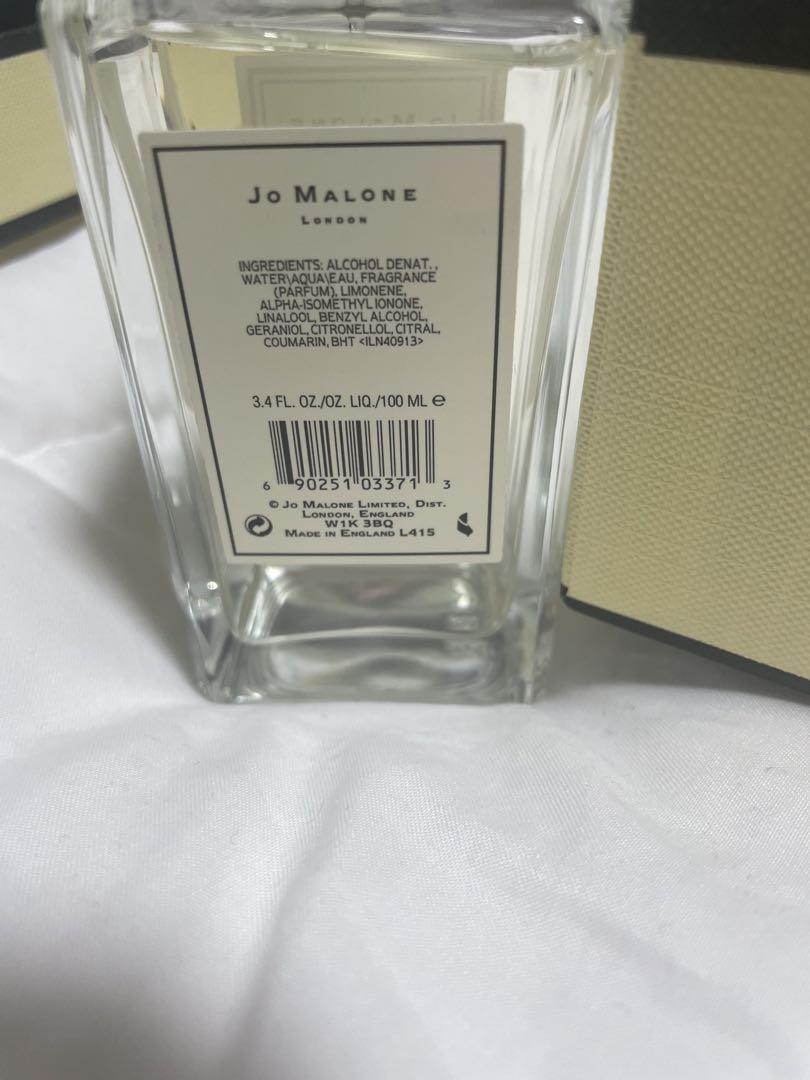 Jo MALONE
LONDON
INGREDIENTS: ALCOHOL DENAT.,
WATER\AQUA\EAU, FRAGRANCE
(PARFUM), LIMONENE,
ALPHA-ISOMETHYL IONONE,
LINALOOL, BENZYL ALCOHOL,
GERANIOL, CITRONELLOL, CITRAL,
COUMARIN, BHT <ILN40913>
3.4 FL. OZ./OZ. LIQ./100 ML ℮
6 90251 03371 3
© Jo MALONE LIMITED, DIST.
LONDON, ENGLAND
W1K 3BQ
MADE IN ENGLAND L415